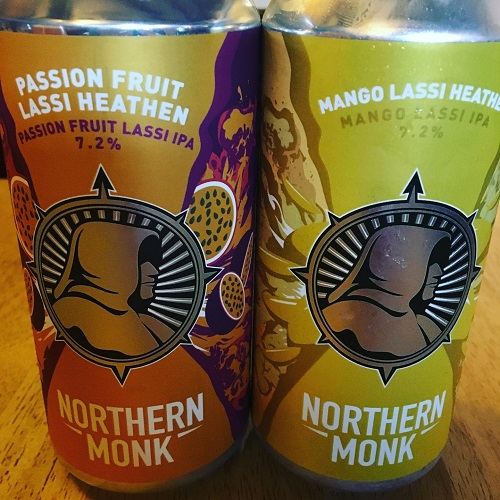 PASSION FRUIT
LASSI HEATHEN
PASSION FRUIT LASSI IPA
7.2%
NORTHERN
MONK
MANGO LASSI HEATHE
MANGO LASSI IPA
7.2%
NORTHERN
MONK